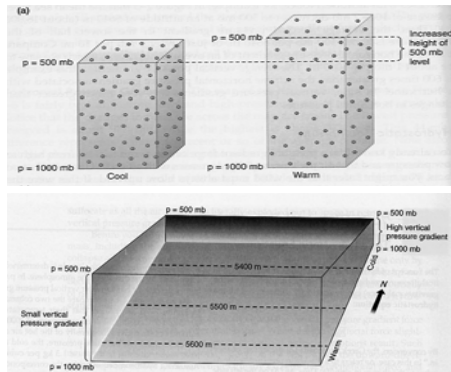 (a)
p = 500 mb
p = 500 mb
Increased
height of
500 mb
level
p = 1000 mb
Cool
p = 1000 mb
Warm
p = 500 mb
p = 500 mb
High vertical
pressure gradient
p = 1000 mb
Cold
p = 500 mb
5400 m
N
5500 m
Small vertical
pressure gradient
5600 m
Warm
p = 1000 mb